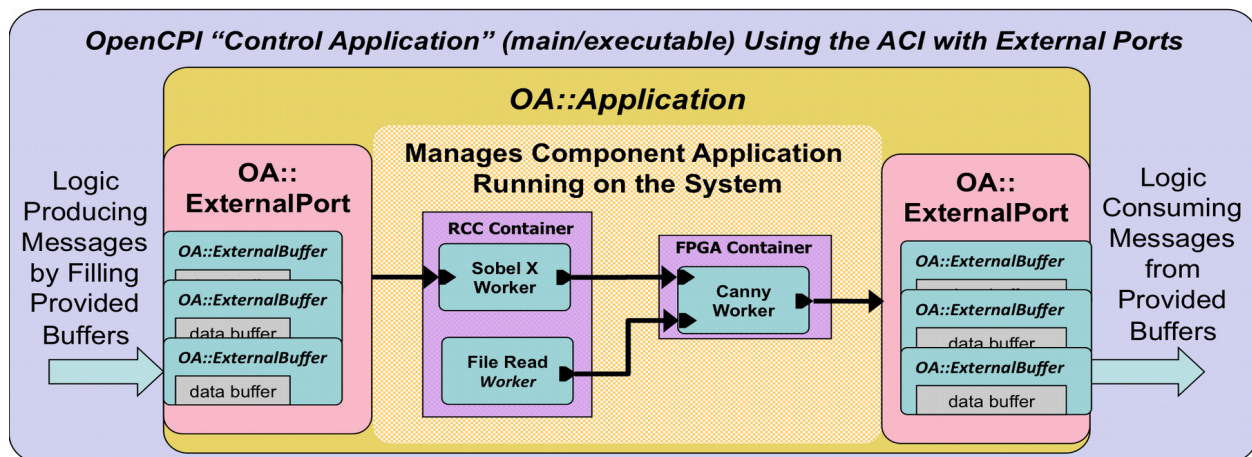 OpenCPI “Control Application” (main/executable) Using the ACI with External Ports
OA::Application
Logic
Producing
Messages
by Filling
Provided
Buffers
OA::
ExternalPort
OA::ExternalBuffer
OA::ExternalBuffer
data buffer
OA::ExternalBuffer
data buffer
Manages Component Application
Running on the System
RCC Container
Sobel X
Worker
File Read
Worker
FPGA Container
Canny
Worker
OA::
ExternalPort
OA::ExternalBuffer
OA::ExternalBuffer
data buffer
OA::ExternalBuffer
data buffer
Logic
Consuming
Messages
from
Provided
Buffers